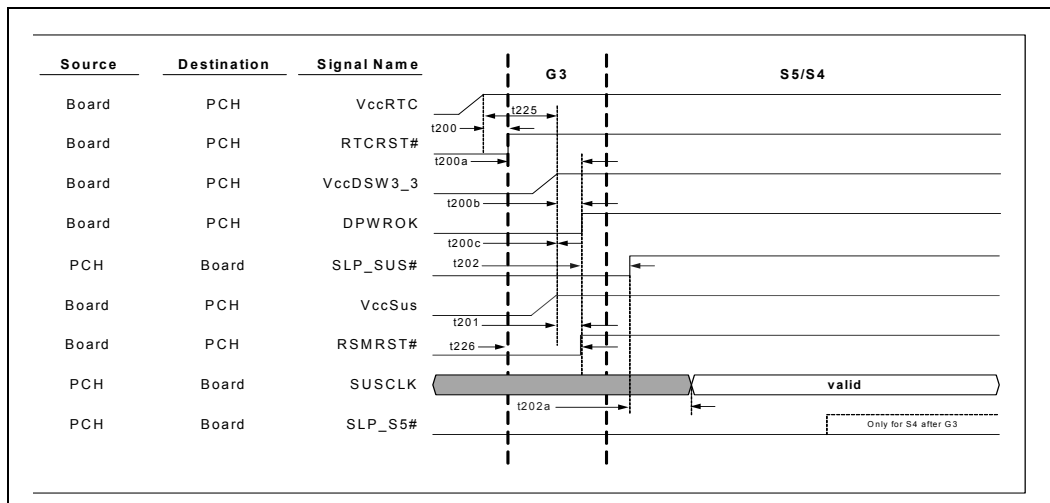 G3
S5/S4
Source Destination Signal Name
Board PCH VccRTC
t225
t200
Board PCH RTCRST#
t200a
Board PCH VccDSW3_3
t200b
Board PCH DPWROK
t200c
PCH Board SLP_SUS#
t202
Board PCH VccSus
t201
Board PCH RSMRST#
t226
PCH Board SUSCLK
valid
t202a
PCH Board SLP_S5#
Only for S4 after G3